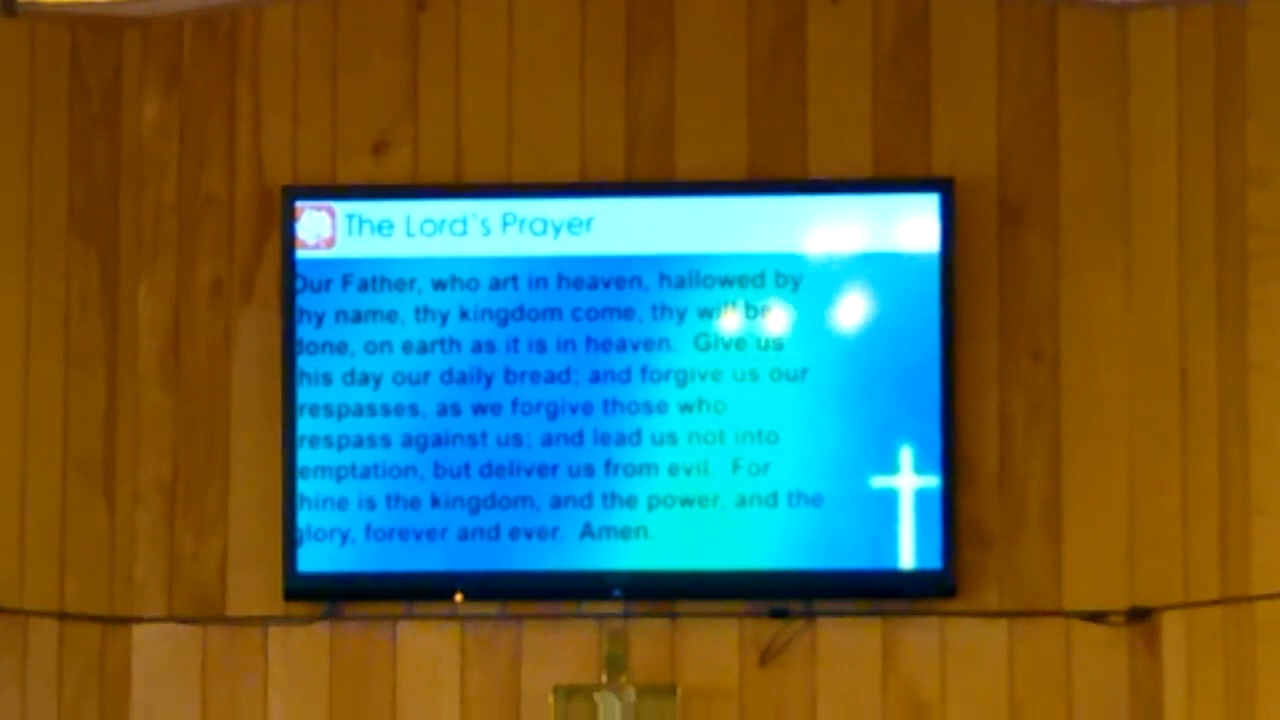 The Lord's Prayer
Our Father, who art in heaven, hallowed by
hy name, thy kingdom come, thy will be
done, on earth as it is in heaven. Give us
his day our daily bread; and forgive us our
respasses, as we forgive those who
respass against us; and lead us not into
emptation, but deliver us from evil. For
hine is the kingdom, and the power, and the
glory, forever and ever. Amen.